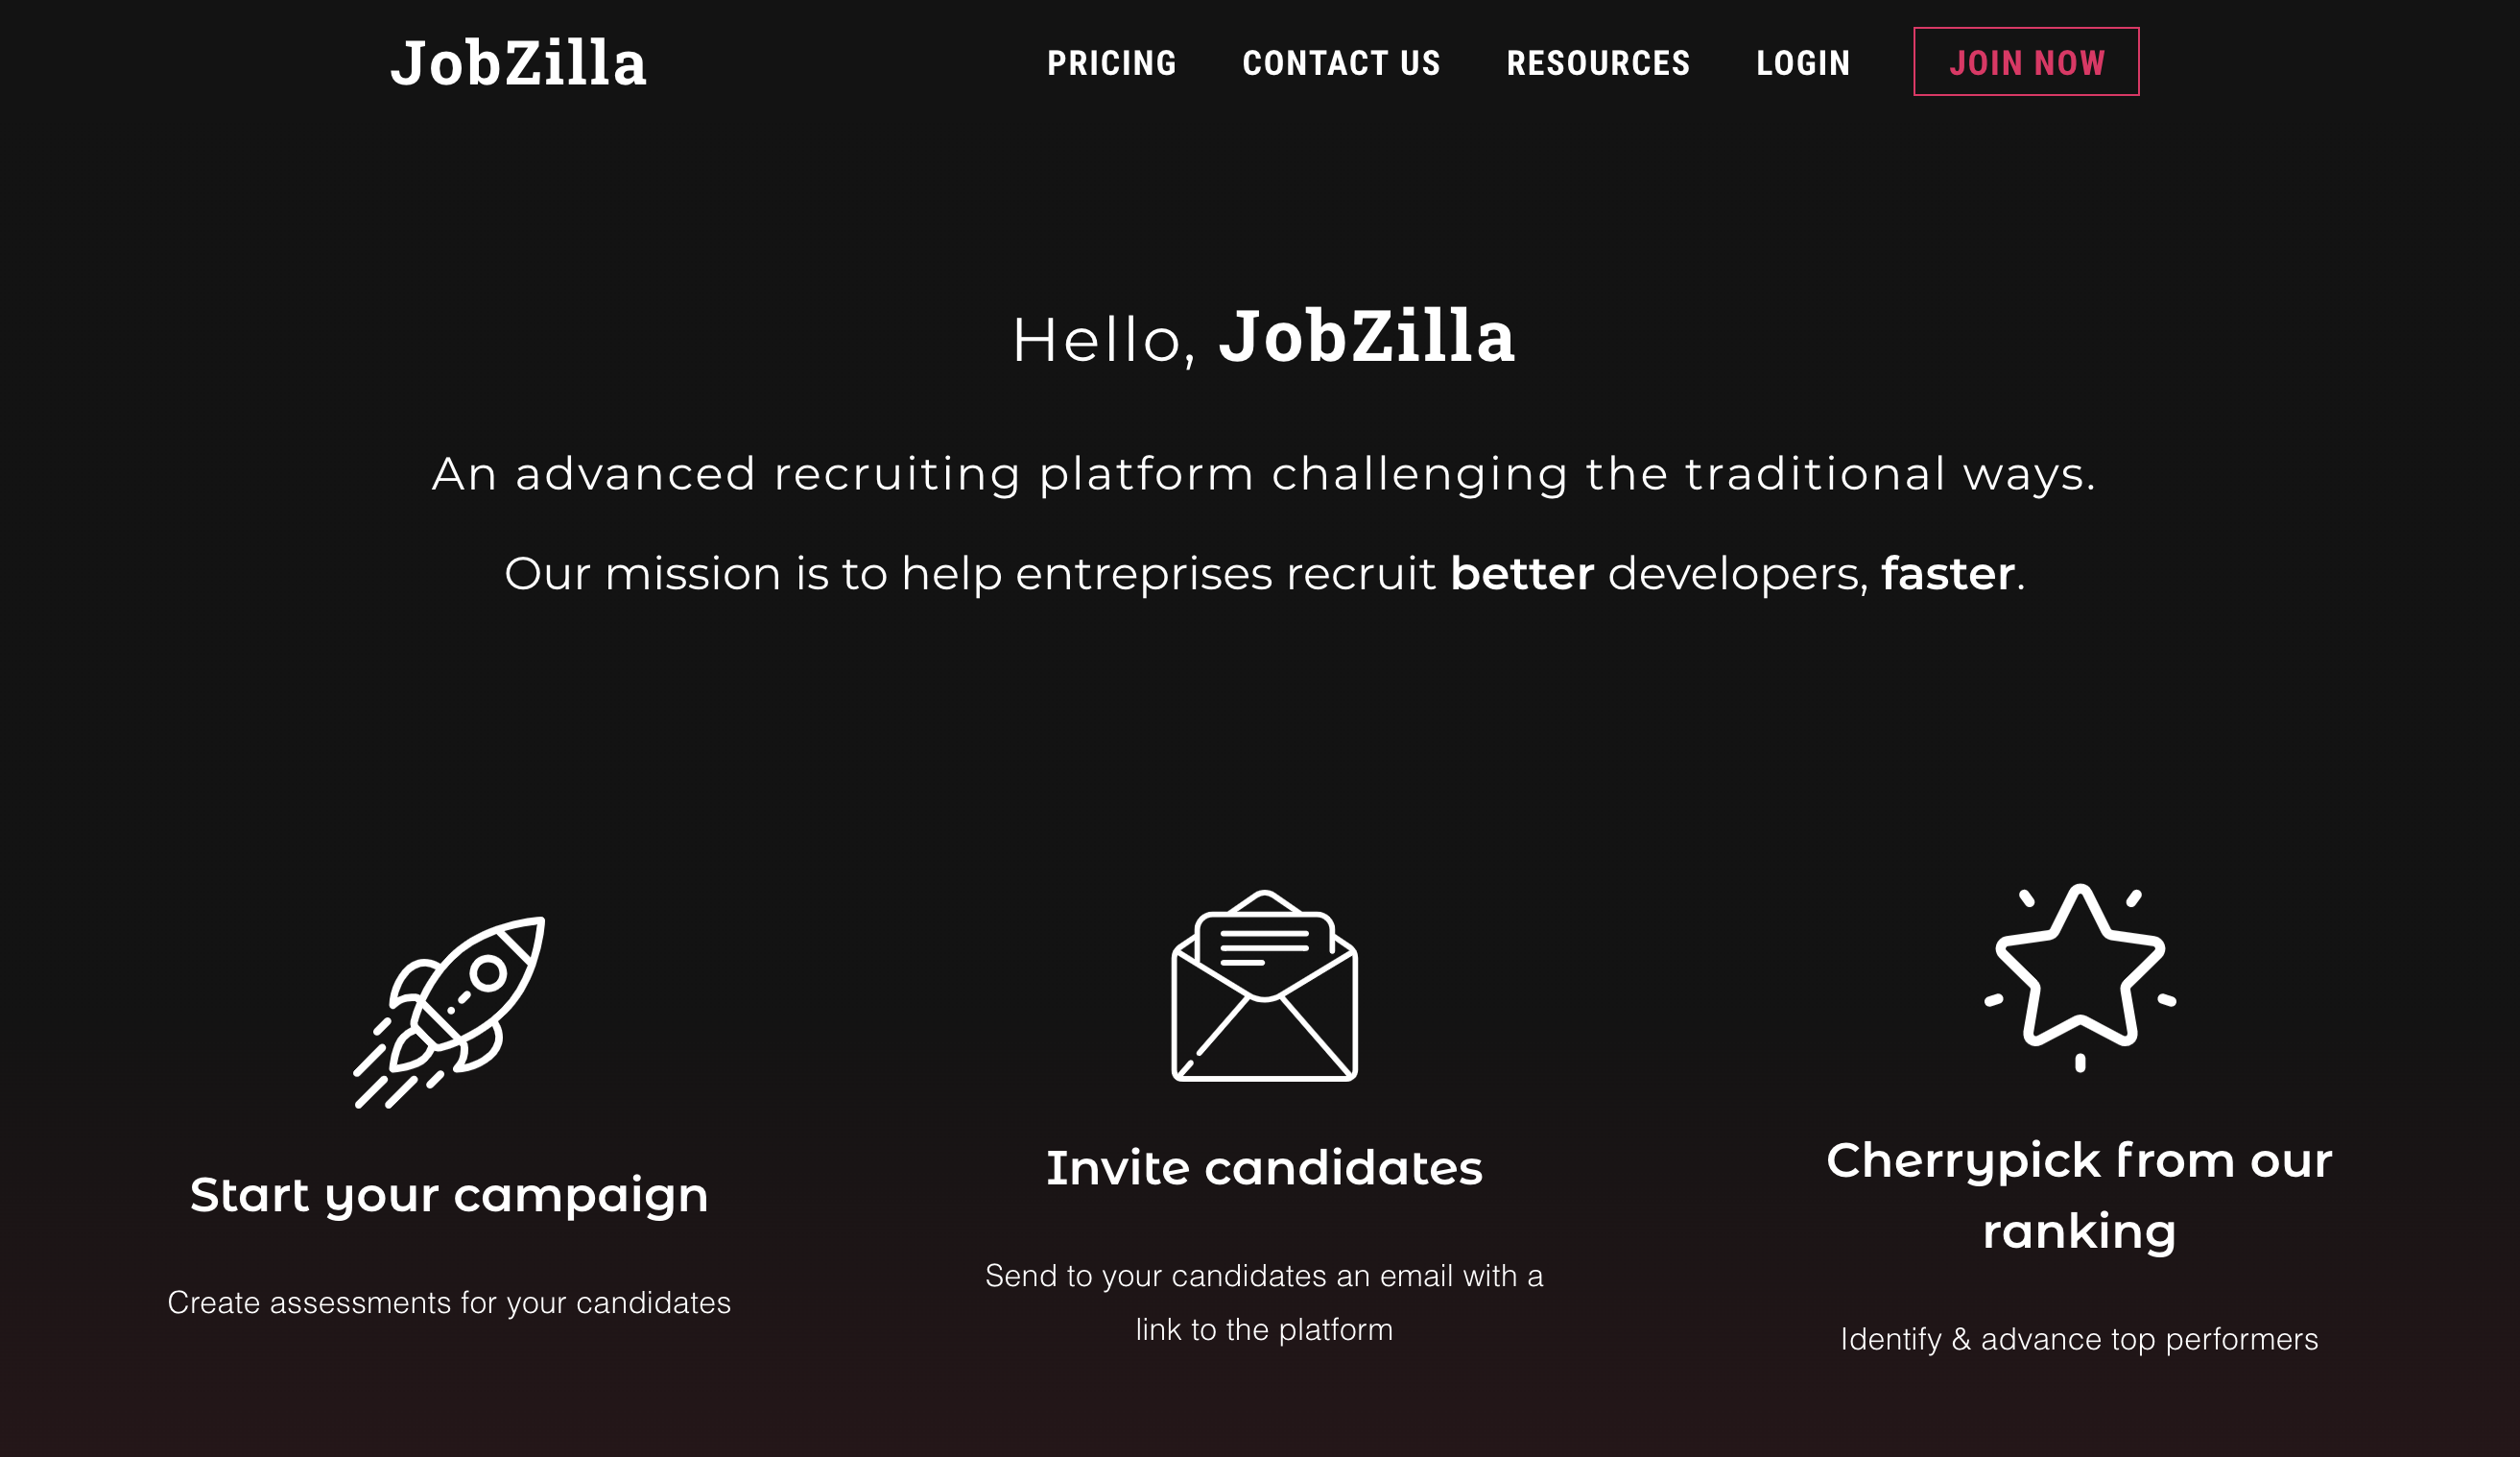 JobZilla
PRICING CONTACT US RESOURCES LOGIN JOIN NOW
Hello, JobZilla
An advanced recruiting platform challenging the traditional ways.
Our mission is to help entreprises recruit better developers, faster.
Start your campaign
Create assessments for your candidates
Invite candidates
Send to your candidates an email with a
link to the platform
Cherrypick from our
ranking
Identify & advance top performers